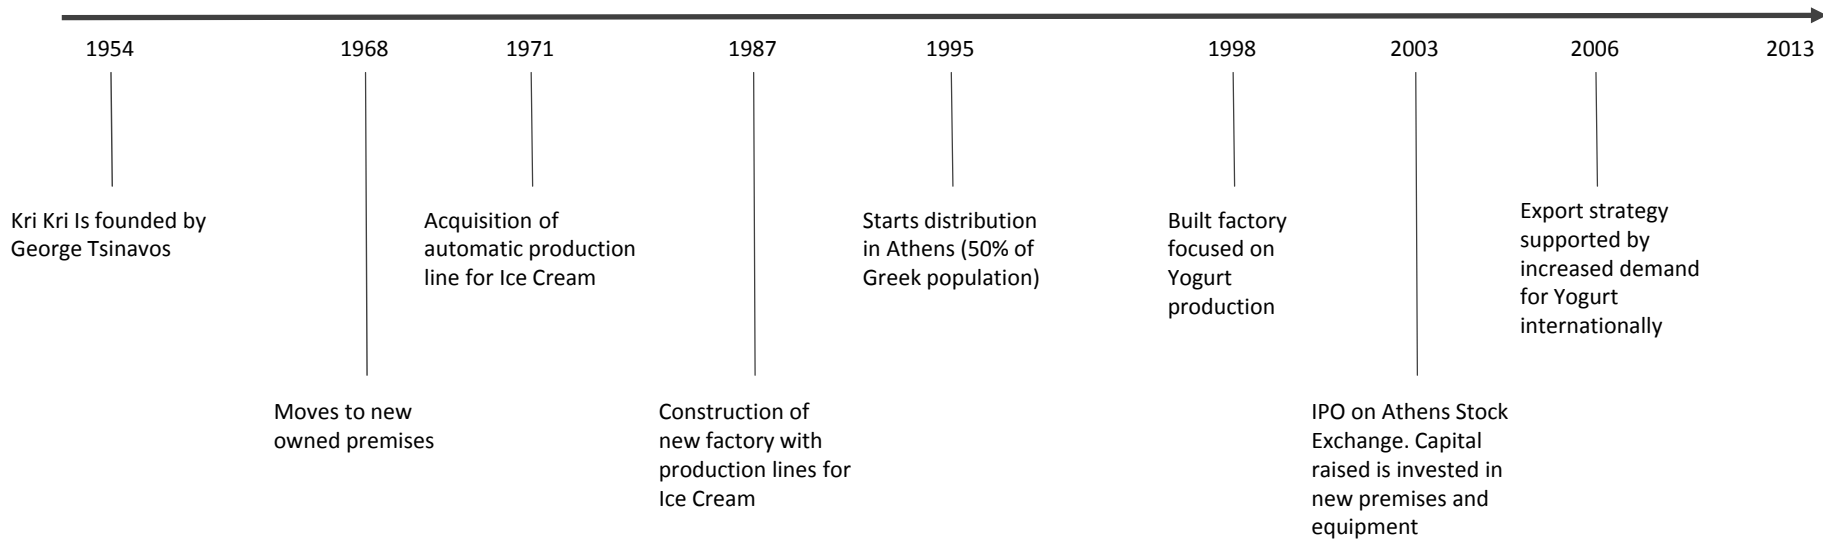 1954
1968
1971
1987
1995
1998
2003
2006
2013
Kri Kri Is founded by
George Tsinavos
Moves to new
owned premises
Acquisition of
automatic production
line for Ice Cream
Construction of
new factory with
production lines for
Ice Cream
Starts distribution
in Athens (50% of
Greek population)
Built factory
focused on
Yogurt
production
IPO on Athens Stock
Exchange. Capital
raised is invested in
new premises and
equipment
Export strategy
supported by
increased demand
for Yogurt
internationally